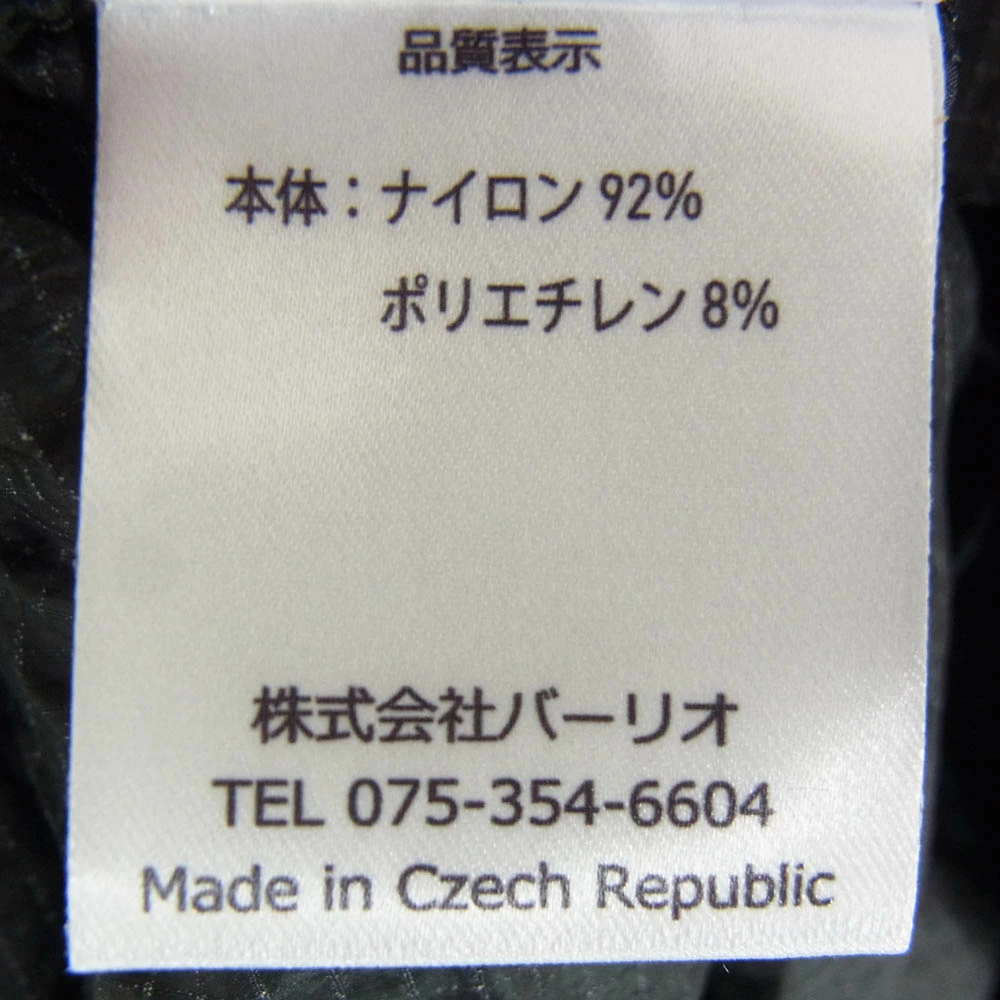 品質表示
本体：ナイロン 92%
ポリエチレン 8%
株式会社バーリオ
TEL 075-354-6604
Made in Czech Republic